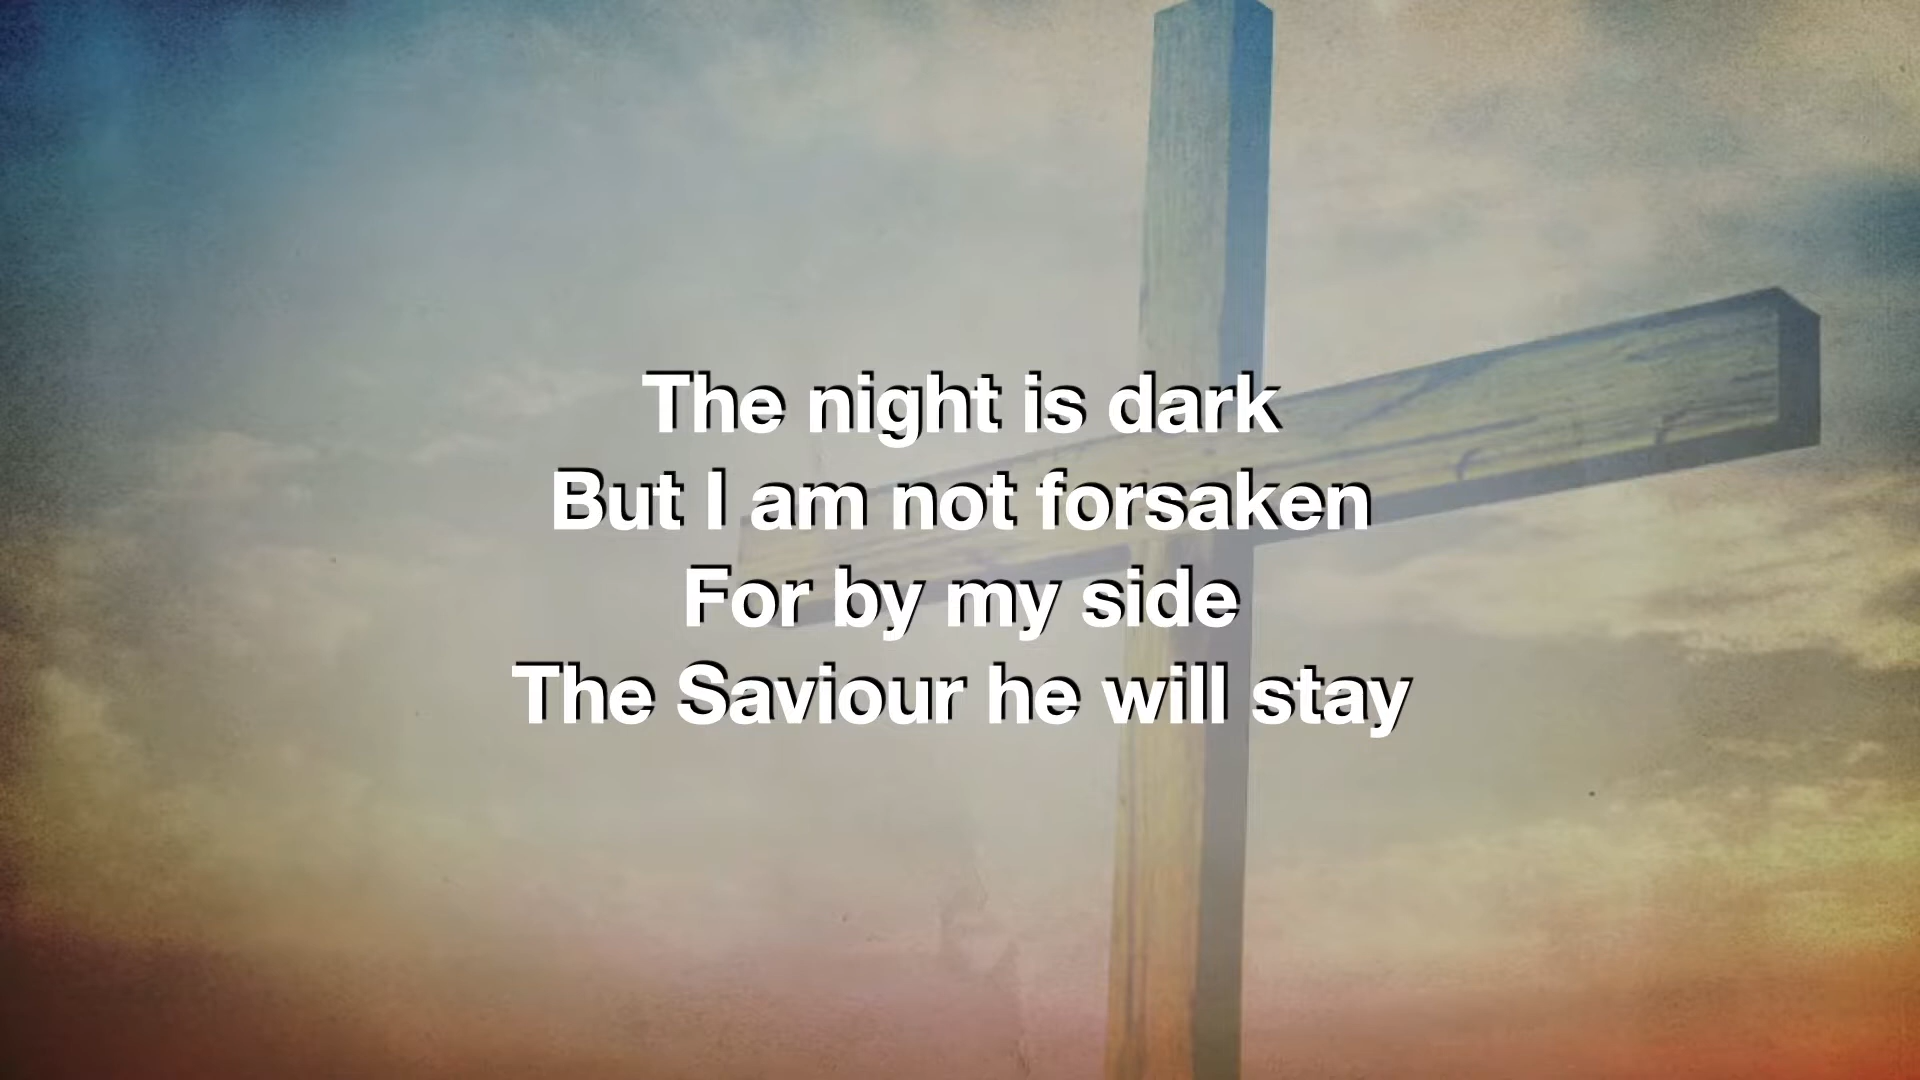 The night is dark
But I am not forsaken
For by my side
The Saviour he will stay